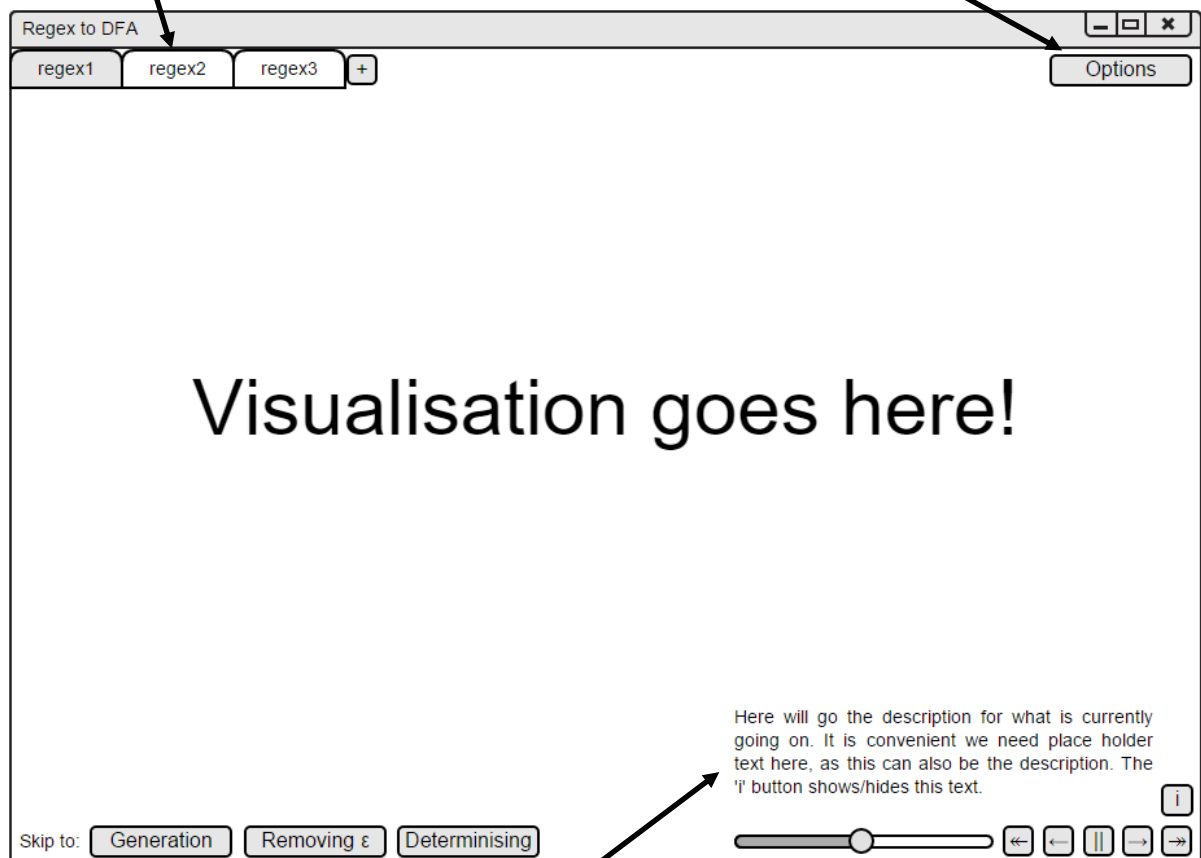 Regex to DFA
regex1 regex2 regex3 + Options
Visualisation goes here!
Here will go the description for what is currently
going on. It is convenient we need place holder
text here, as this can also be the description. The
'i' button shows/hides this text.
i
Skip to: Generation Removing ε Determinising ↞ ← || → ↠